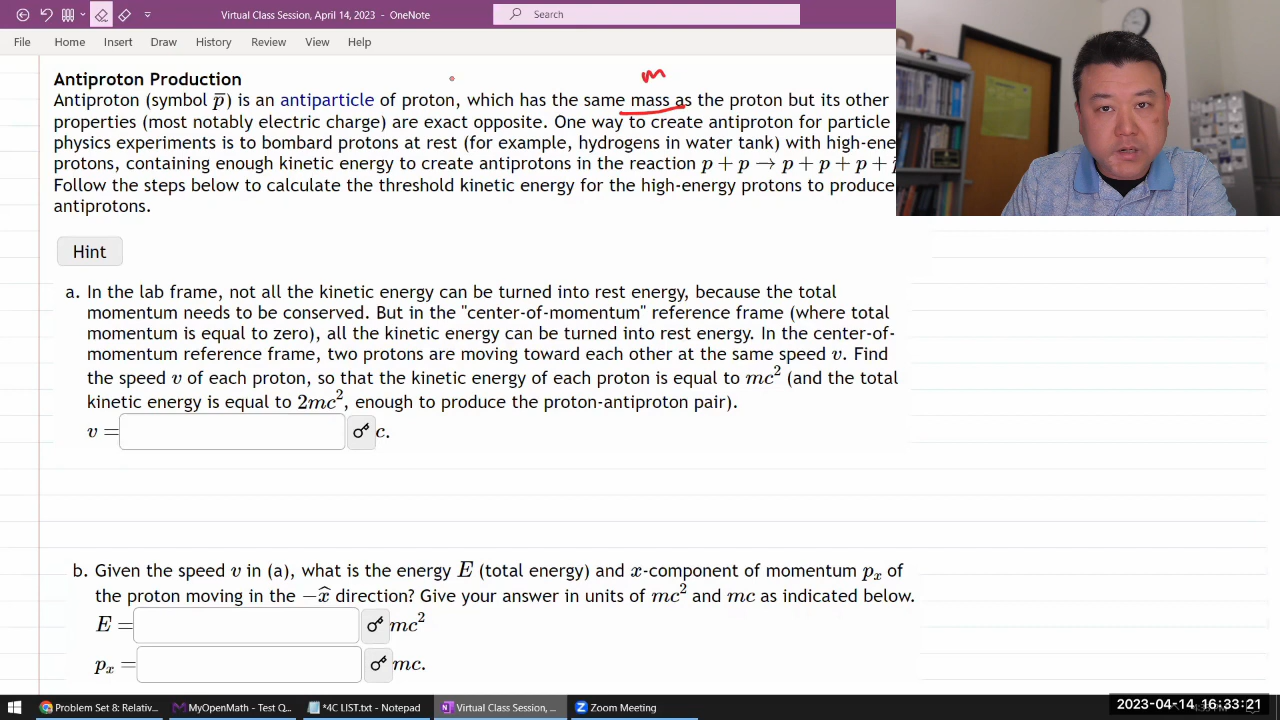 Virtual Class Session, April 14, 2023 - OneNote
Search
File Home Insert Draw History Review View Help
Antiproton Production
m
Antiproton (symbol p̅) is an antiparticle of proton, which has the same mass as the proton but its other
properties (most notably electric charge) are exact opposite. One way to create antiproton for particle
physics experiments is to bombard protons at rest (for example, hydrogens in water tank) with high-ene
protons, containing enough kinetic energy to create antiprotons in the reaction p + p → p + p + p +
Follow the steps below to calculate the threshold kinetic energy for the high-energy protons to produce
antiprotons.
Hint
a. In the lab frame, not all the kinetic energy can be turned into rest energy, because the total
momentum needs to be conserved. But in the "center-of-momentum" reference frame (where total
momentum is equal to zero), all the kinetic energy can be turned into rest energy. In the center-of-
momentum reference frame, two protons are moving toward each other at the same speed v. Find
the speed v of each proton, so that the kinetic energy of each proton is equal to mc² (and the total
kinetic energy is equal to 2mc², enough to produce the proton-antiproton pair).
v = c.
b. Given the speed v in (a), what is the energy E (total energy) and x-component of momentum pₓ of
the proton moving in the −x̂ direction? Give your answer in units of mc² and mc as indicated below.
E = mc²
pₓ = mc.
Problem Set 8: Relativ... MyOpenMath - Test Q... *4C LIST.txt - Notepad Virtual Class Session, ... Zoom Meeting
2023-04-14 16:33:21